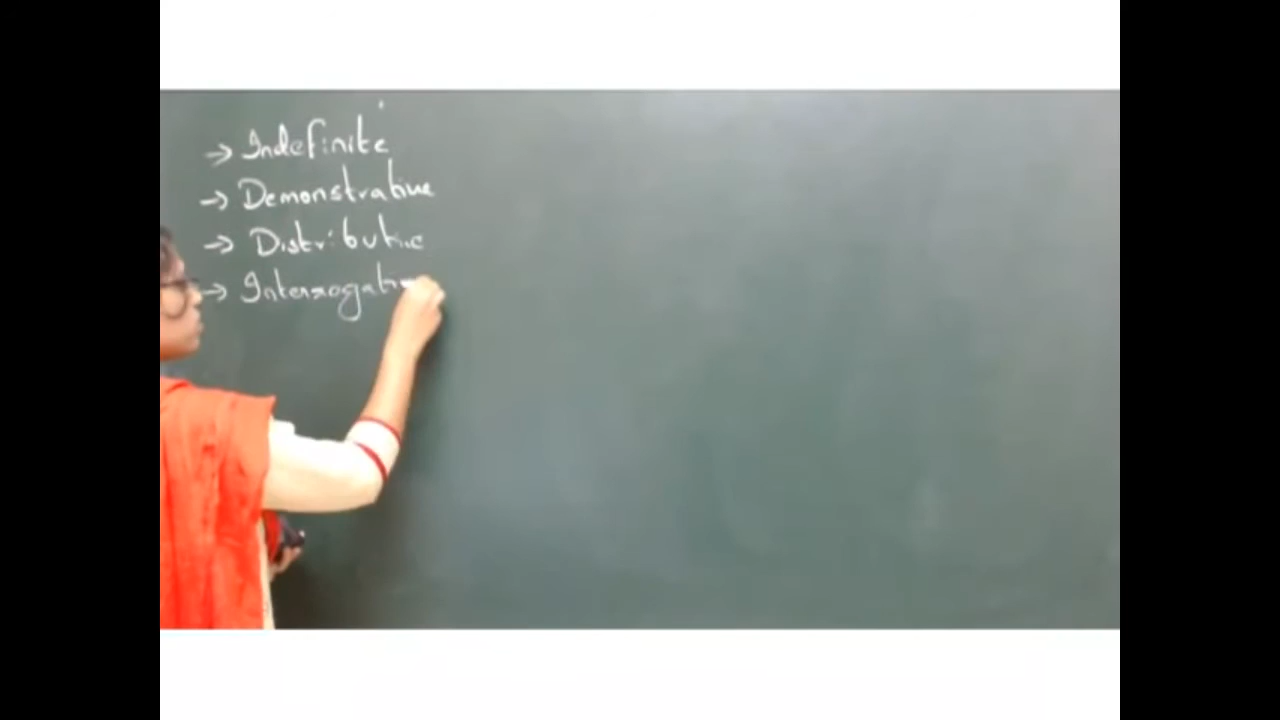 → Indefinite
→ Demonstrative
→ Distributive
→ Interrogati